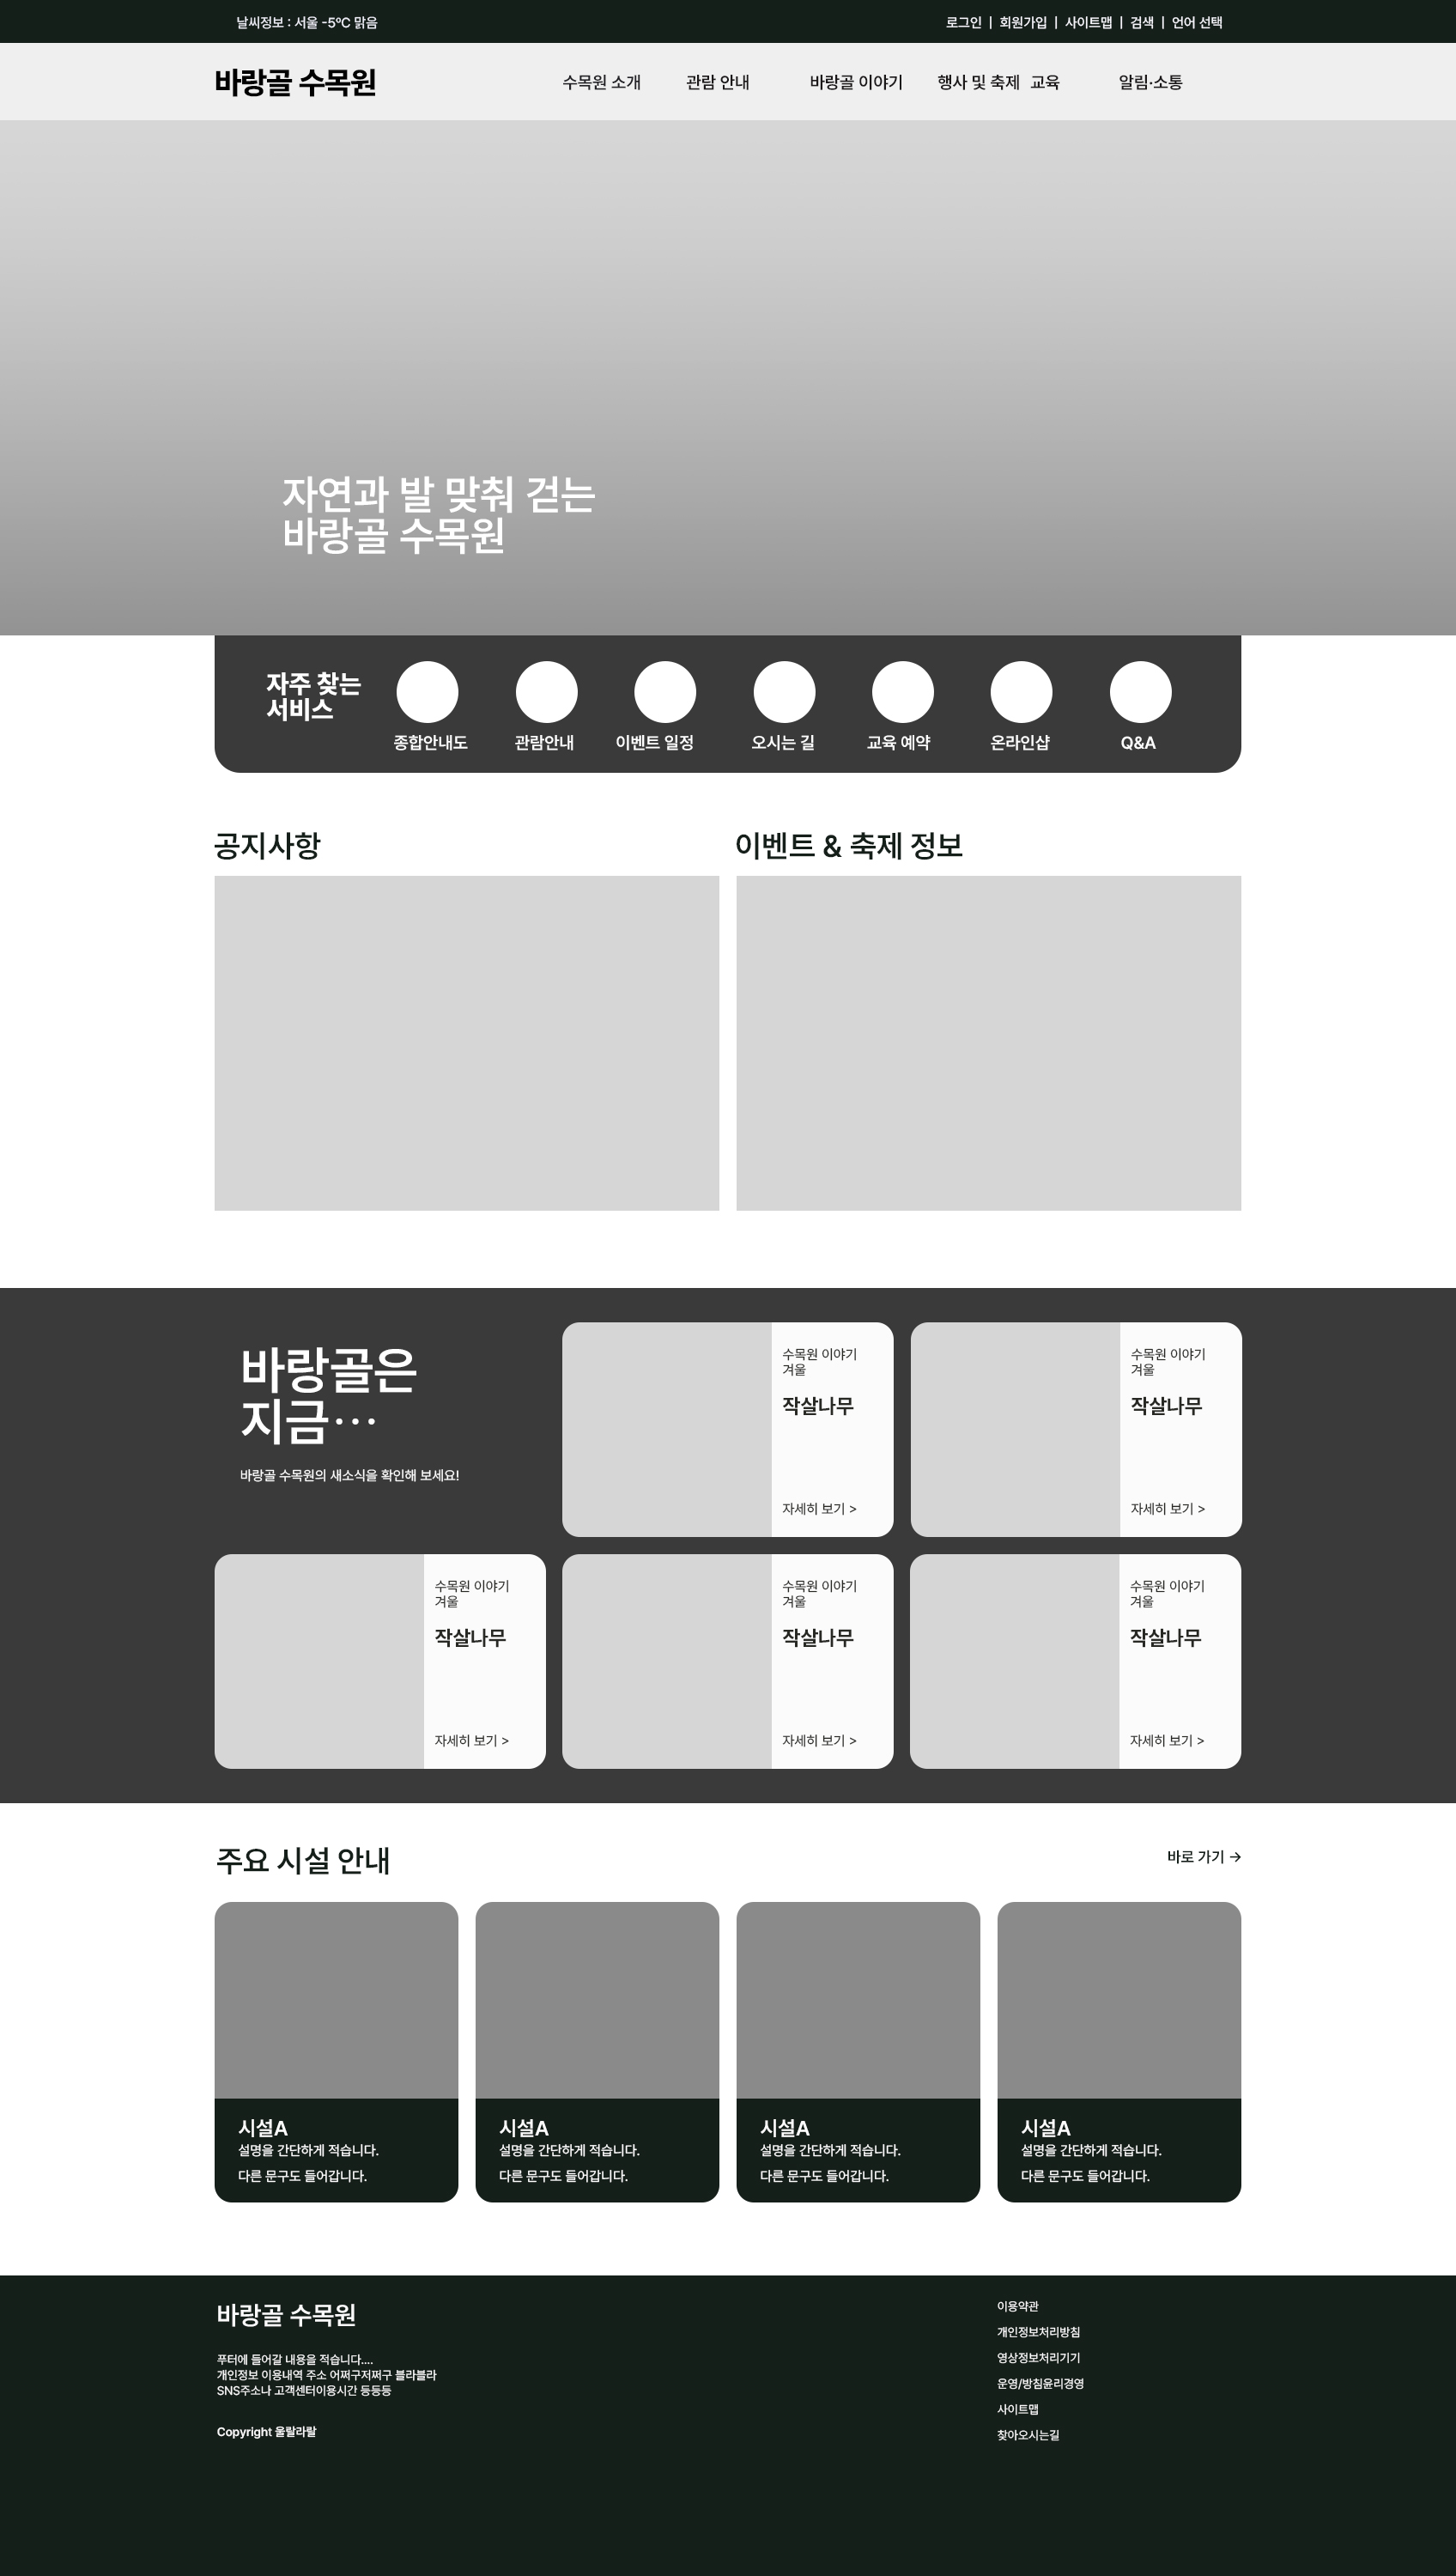 날씨정보 : 서울 -5℃ 맑음
로그인 | 회원가입 | 사이트맵 | 검색 | 언어 선택
바랑골 수목원
수목원 소개 관람 안내 바랑골 이야기 행사 및 축제 교육 알림·소통
자연과 발 맞춰 걷는
바랑골 수목원
자주 찾는
서비스
종합안내도 관람안내 이벤트 일정 오시는 길 교육 예약 온라인샵 Q&A
공지사항
이벤트 & 축제 정보
바랑골은
지금…
바랑골 수목원의 새소식을 확인해 보세요!
수목원 이야기
겨울
작살나무
자세히 보기 >
수목원 이야기
겨울
작살나무
자세히 보기 >
수목원 이야기
겨울
작살나무
자세히 보기 >
수목원 이야기
겨울
작살나무
자세히 보기 >
수목원 이야기
겨울
작살나무
자세히 보기 >
주요 시설 안내
바로 가기 →
시설A
설명을 간단하게 적습니다.
다른 문구도 들어갑니다.
시설A
설명을 간단하게 적습니다.
다른 문구도 들어갑니다.
시설A
설명을 간단하게 적습니다.
다른 문구도 들어갑니다.
시설A
설명을 간단하게 적습니다.
다른 문구도 들어갑니다.
바랑골 수목원
푸터에 들어갈 내용을 적습니다....
개인정보 이용내역 주소 어쩌구저쩌구 블라블라
SNS주소나 고객센터이용시간 등등등
Copyright 울랄라랄
이용약관
개인정보처리방침
영상정보처리기기
운영/방침윤리경영
사이트맵
찾아오시는길